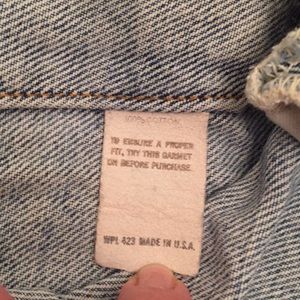 100% COTTON
TO ENSURE A PROPER
FIT, TRY THIS GARMENT
ON BEFORE PURCHASE.
WPL 423 MADE IN U.S.A.